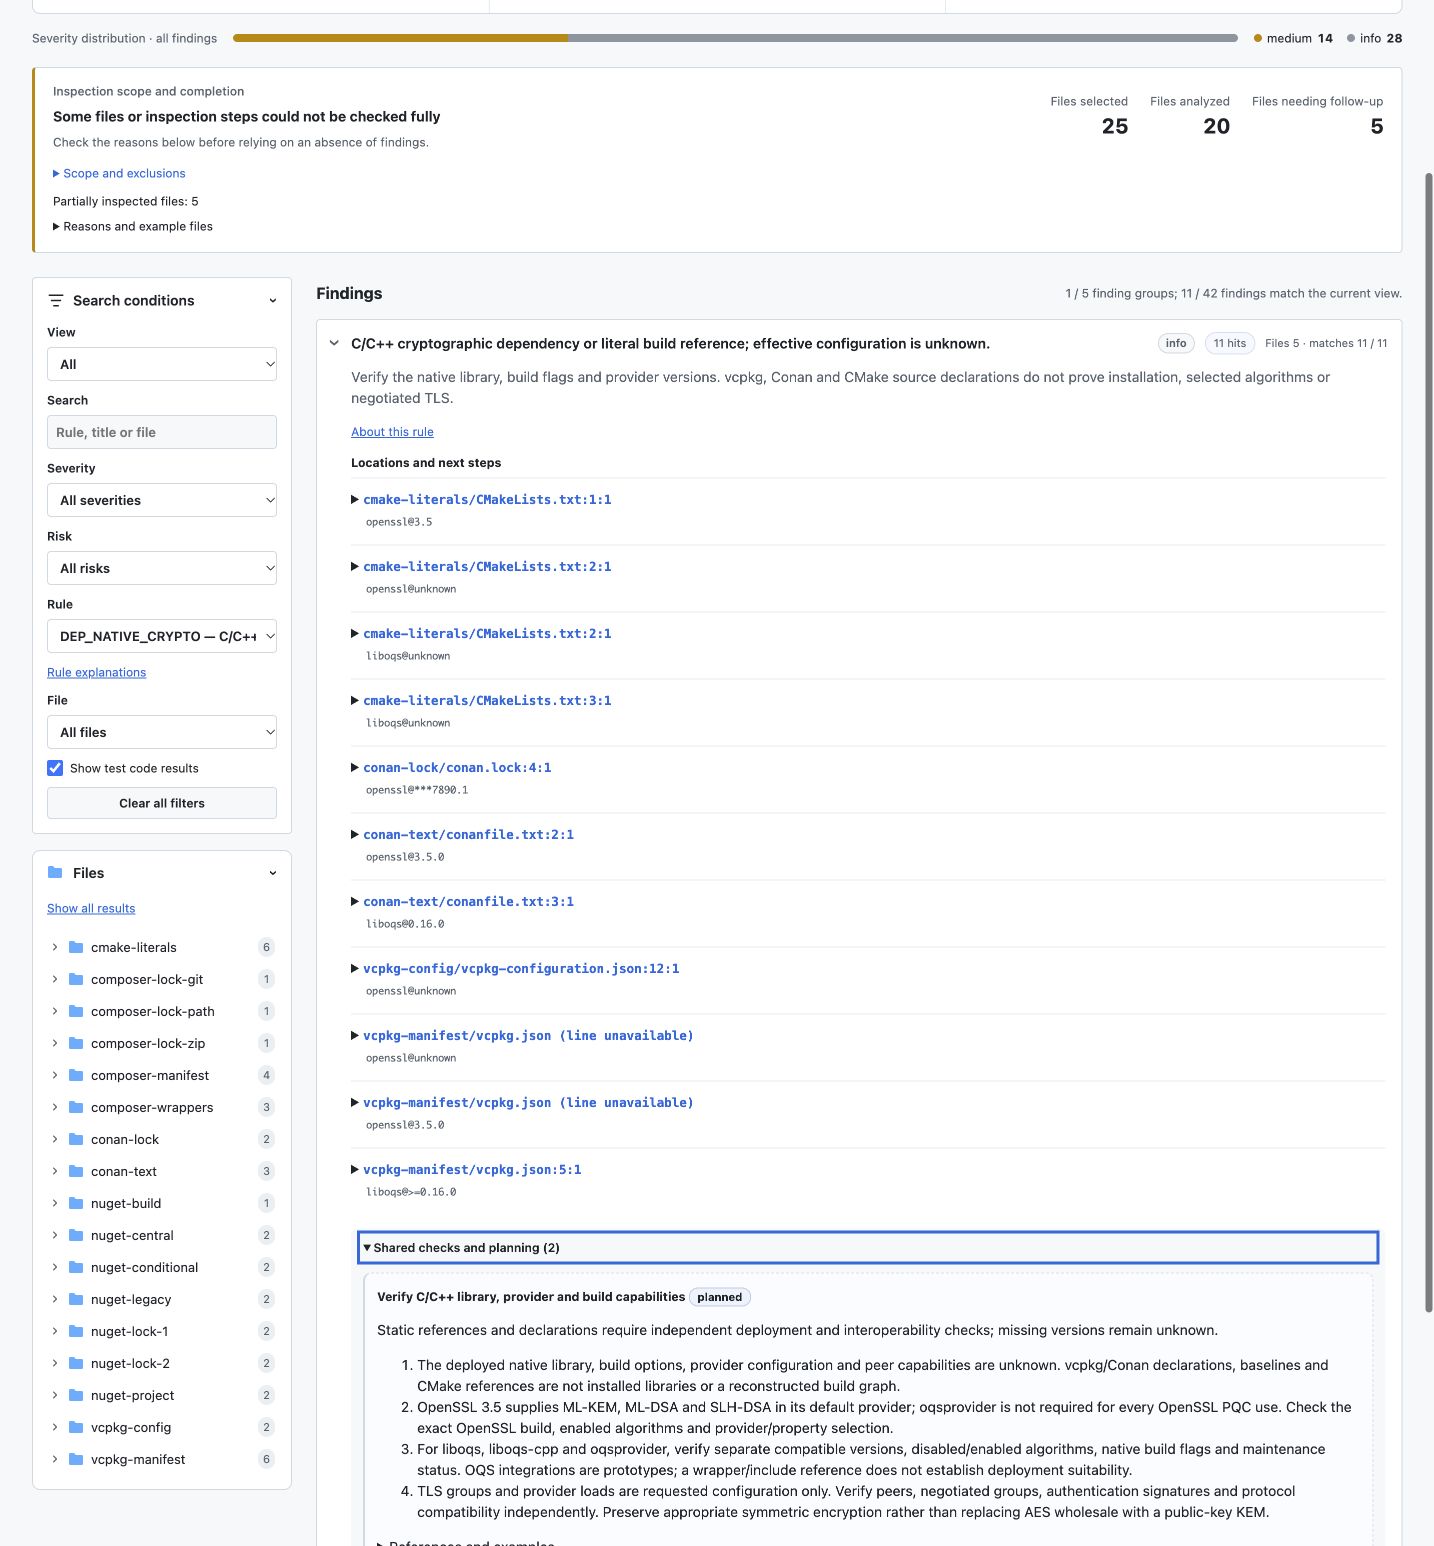 Severity distribution · all findings
medium 14
info 28
Inspection scope and completion
Some files or inspection steps could not be checked fully
Check the reasons below before relying on an absence of findings.
Files selected
25
Files analyzed
20
Files needing follow-up
5
Scope and exclusions
Partially inspected files: 5
Reasons and example files
Search conditions
View
All
Search
Rule, title or file
Severity
All severities
Risk
All risks
Rule
DEP_NATIVE_CRYPTO — C/C++
Rule explanations
File
All files
Show test code results
Clear all filters
Files
Show all results
cmake-literals 6
composer-lock-git 1
composer-lock-path 1
composer-lock-zip 1
composer-manifest 4
composer-wrappers 3
conan-lock 2
conan-text 3
nuget-build 1
nuget-central 2
nuget-conditional 2
nuget-legacy 2
nuget-lock-1 2
nuget-lock-2 2
nuget-project 2
vcpkg-config 2
vcpkg-manifest 6
Findings
1 / 5 finding groups; 11 / 42 findings match the current view.
C/C++ cryptographic dependency or literal build reference; effective configuration is unknown.
info
11 hits
Files 5 · matches 11 / 11
Verify the native library, build flags and provider versions. vcpkg, Conan and CMake source declarations do not prove installation, selected algorithms or
negotiated TLS.
About this rule
Locations and next steps
cmake-literals/CMakeLists.txt:1:1
openssl@3.5
cmake-literals/CMakeLists.txt:2:1
openssl@unknown
cmake-literals/CMakeLists.txt:2:1
liboqs@unknown
cmake-literals/CMakeLists.txt:3:1
liboqs@unknown
conan-lock/conan.lock:4:1
openssl@***7890.1
conan-text/conanfile.txt:2:1
openssl@3.5.0
conan-text/conanfile.txt:3:1
liboqs@0.16.0
vcpkg-config/vcpkg-configuration.json:12:1
openssl@unknown
vcpkg-manifest/vcpkg.json (line unavailable)
openssl@unknown
vcpkg-manifest/vcpkg.json (line unavailable)
openssl@3.5.0
vcpkg-manifest/vcpkg.json:5:1
liboqs@>=0.16.0
Shared checks and planning (2)
Verify C/C++ library, provider and build capabilities planned
Static references and declarations require independent deployment and interoperability checks; missing versions remain unknown.
1. The deployed native library, build options, provider configuration and peer capabilities are unknown. vcpkg/Conan declarations, baselines and
CMake references are not installed libraries or a reconstructed build graph.
2. OpenSSL 3.5 supplies ML-KEM, ML-DSA and SLH-DSA in its default provider; oqsprovider is not required for every OpenSSL PQC use. Check the
exact OpenSSL build, enabled algorithms and provider/property selection.
3. For liboqs, liboqs-cpp and oqsprovider, verify separate compatible versions, disabled/enabled algorithms, native build flags and maintenance
status. OQS integrations are prototypes; a wrapper/include reference does not establish deployment suitability.
4. TLS groups and provider loads are requested configuration only. Verify peers, negotiated groups, authentication signatures and protocol
compatibility independently. Preserve appropriate symmetric encryption rather than replacing AES wholesale with a public-key KEM.
References and examples